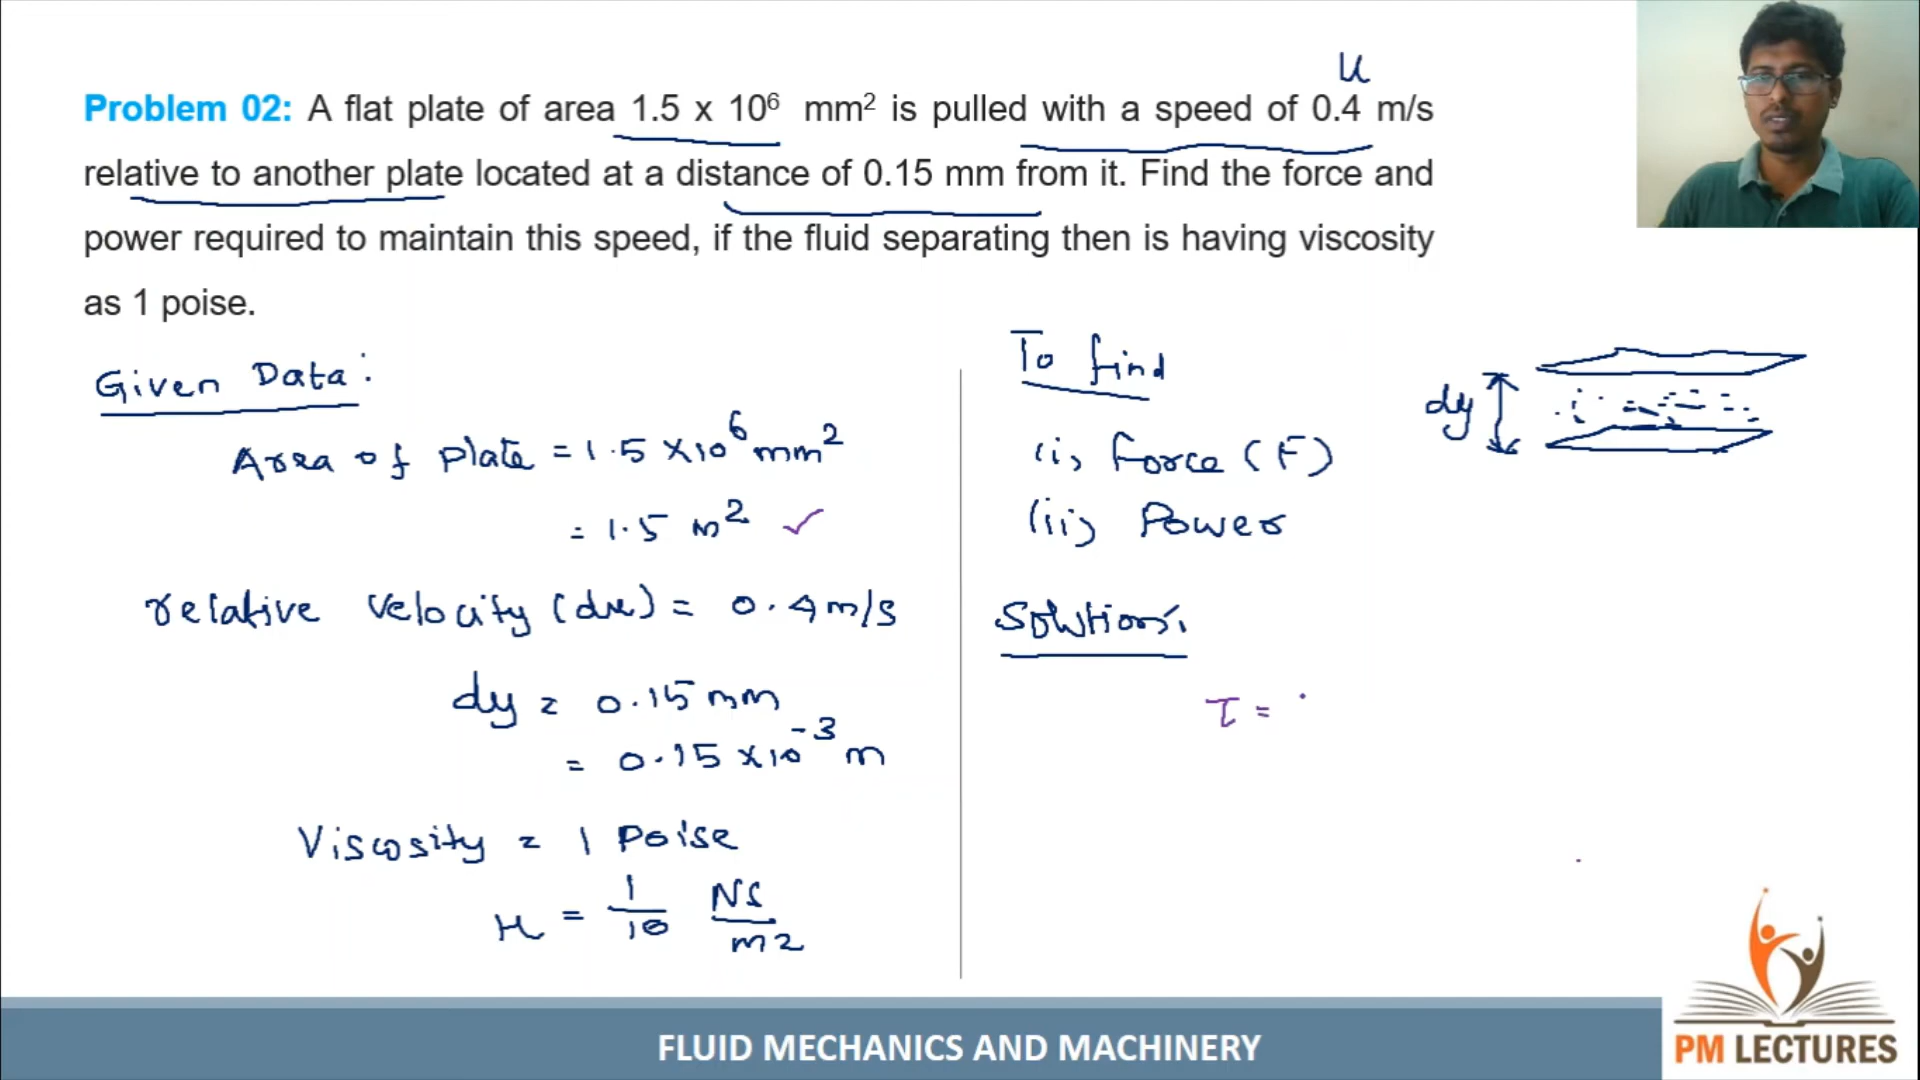 u
Problem 02: A flat plate of area 1.5 x 10⁶ mm² is pulled with a speed of 0.4 m/s
relative to another plate located at a distance of 0.15 mm from it. Find the force and
power required to maintain this speed, if the fluid separating then is having viscosity
as 1 poise.
Given Data:
Area of plate = 1.5 x 10⁶ mm²
= 1.5 m² ✓
relative velocity (du) = 0.4 m/s
dy = 0.15 mm
= 0.15 x 10⁻³ m
Viscosity = 1 Poise
μ = 1/10 NS/m2
To find
(i) Force (F)
(ii) Power
dy
Solution:
τ =
FLUID MECHANICS AND MACHINERY
PM LECTURES